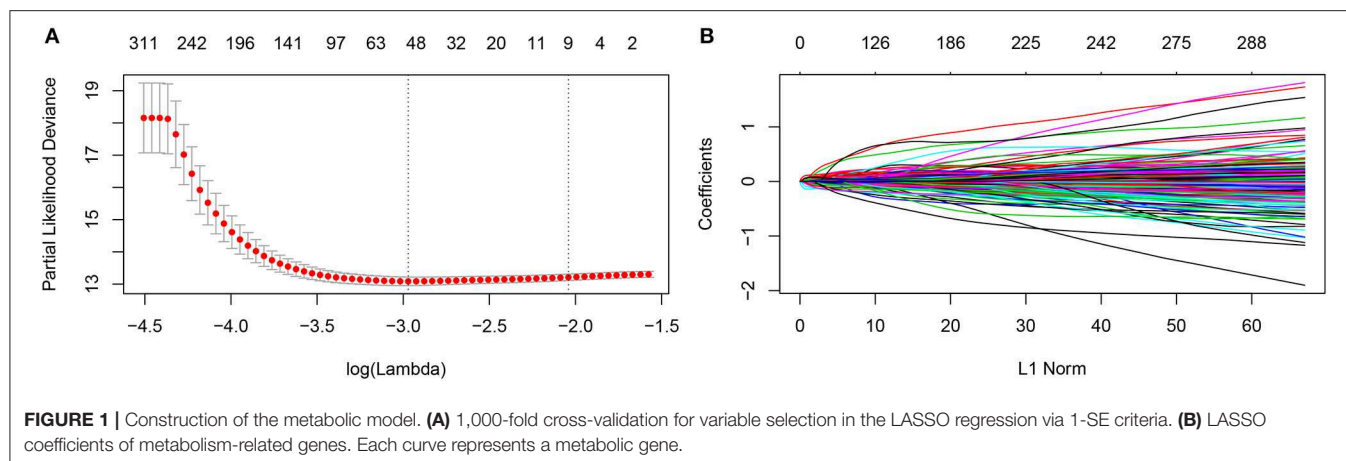 A
311 242 196 141 97 63 48 32 20 11 9 4 2
Partial Likelihood Deviance
19
17
15
13
−4.5 −4.0 −3.5 −3.0 −2.5 −2.0 −1.5
log(Lambda)
B
0 126 186 225 242 275 288
Coefficients
1
0
−1
−2
0 10 20 30 40 50 60
L1 Norm
FIGURE 1 | Construction of the metabolic model. (A) 1,000-fold cross-validation for variable selection in the LASSO regression via 1-SE criteria. (B) LASSO
coefficients of metabolism-related genes. Each curve represents a metabolic gene.